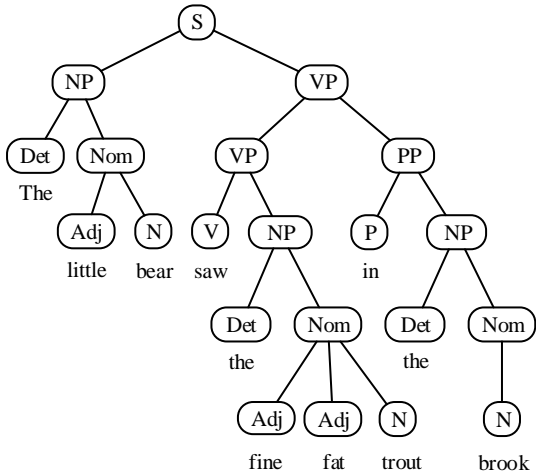 S
NP VP
Det Nom VP PP
The
Adj N V NP P NP
little bear saw in
Det Nom Det Nom
the the
Adj Adj N N
fine fat trout brook